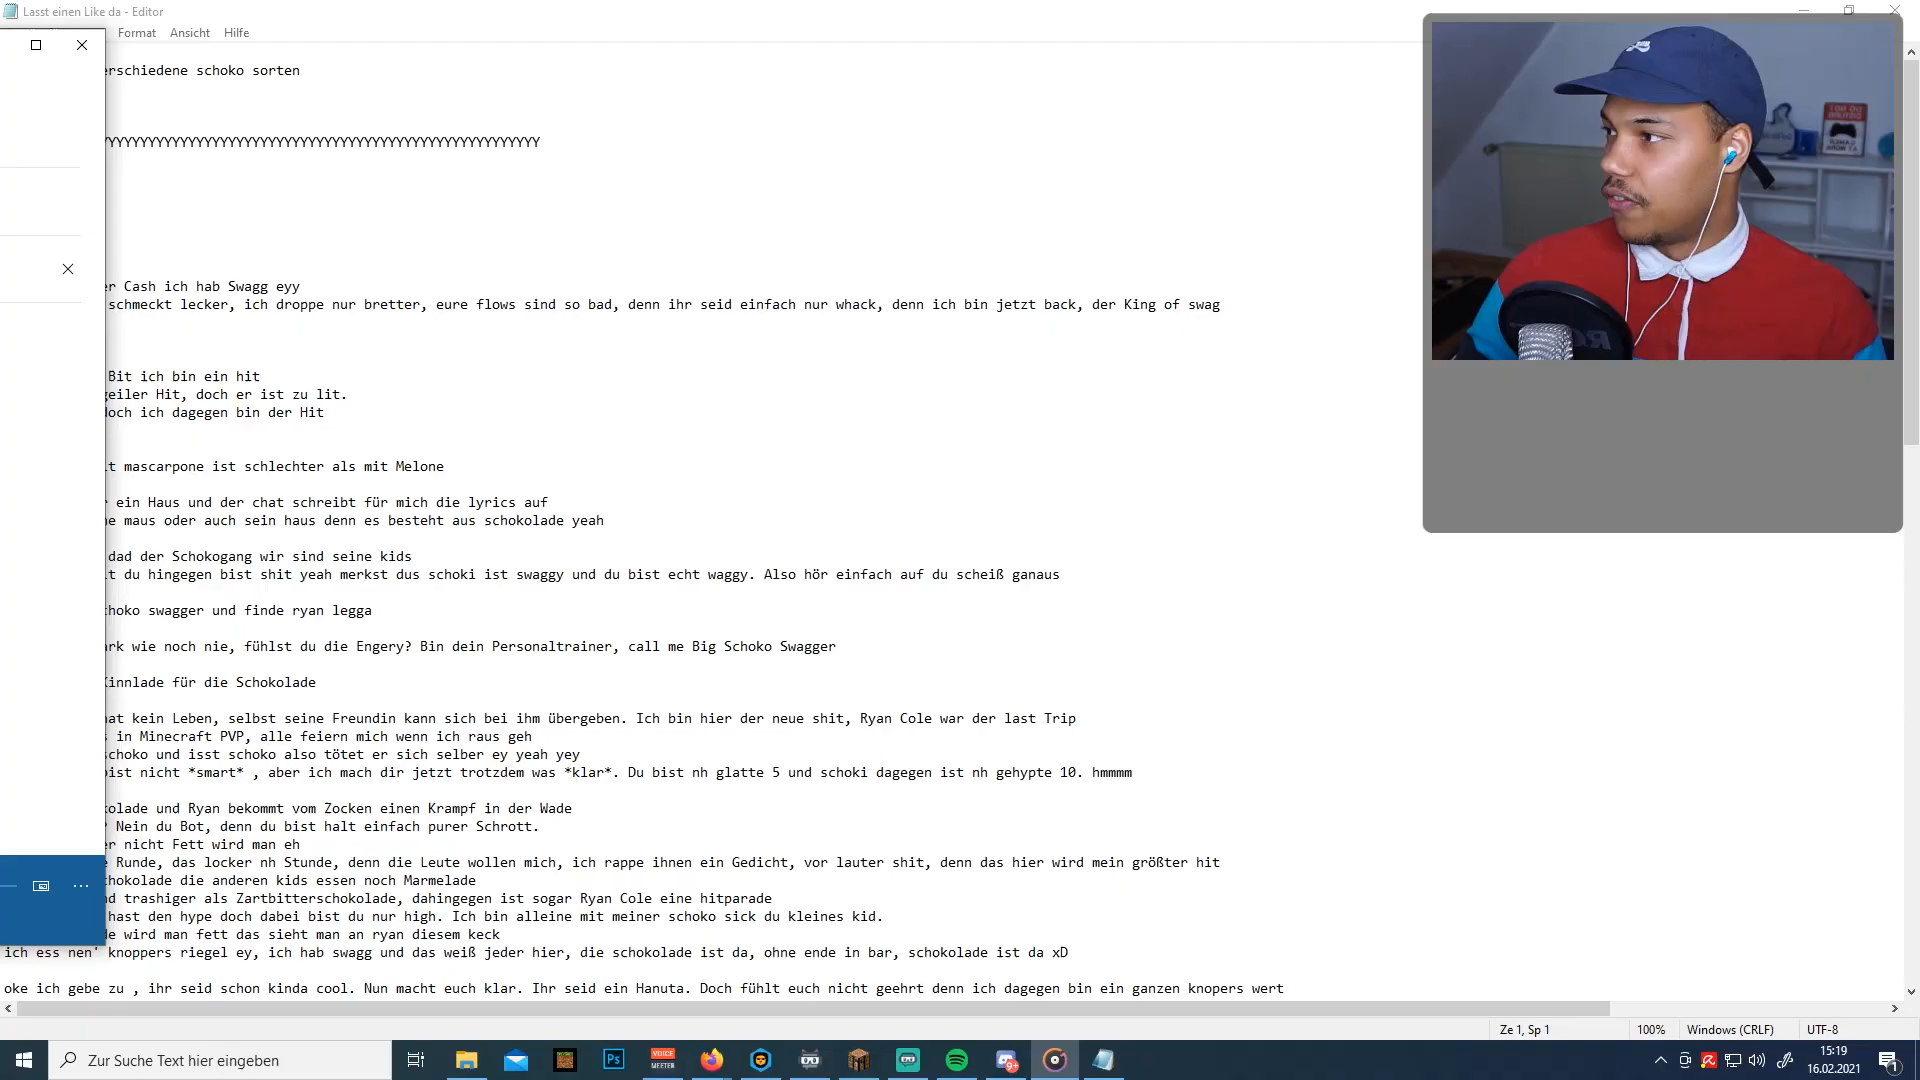 Lasst einen Like da - Editor
Format Ansicht Hilfe
erschiedene schoko sorten
er Cash ich hab Swagg eyy
schmeckt lecker, ich droppe nur bretter, eure flows sind so bad, denn ihr seid einfach nur whack, denn ich bin jetzt back, der King of swag
Bit ich bin ein hit
geiler Hit, doch er ist zu lit.
doch ich dagegen bin der Hit
t mascarpone ist schlechter als mit Melone
r ein Haus und der chat schreibt für mich die lyrics auf
ne maus oder auch sein haus denn es besteht aus schokolade yeah
dad der Schokogang wir sind seine kids
t du hingegen bist shit yeah merkst dus schoki ist swaggy und du bist echt waggy. Also hör einfach auf du scheiß ganaus
choko swagger und finde ryan legga
rk wie noch nie, fühlst du die Engery? Bin dein Personaltrainer, call me Big Schoko Swagger
Kinnlade für die Schokolade
hat kein Leben, selbst seine Freundin kann sich bei ihm übergeben. Ich bin hier der neue shit, Ryan Cole war der last Trip
s in Minecraft PVP, alle feiern mich wenn ich raus geh
schoko und isst schoko also tötet er sich selber ey yeah yey
bist nicht *smart* , aber ich mach dir jetzt trotzdem was *klar*. Du bist nh glatte 5 und schoki dagegen ist nh gehypte 10. hmmmm
kolade und Ryan bekommt vom Zocken einen Krampf in der Wade
? Nein du Bot, denn du bist halt einfach purer Schrott.
er nicht Fett wird man eh
e Runde, das locker nh Stunde, denn die Leute wollen mich, ich rappe ihnen ein Gedicht, vor lauter shit, denn das hier wird mein größter hit
hokolade die anderen kids essen noch Marmelade
d trashiger als Zartbitterschokolade, dahingegen ist sogar Ryan Cole eine hitparade
hast den hype doch dabei bist du nur high. Ich bin alleine mit meiner schoko sick du kleines kid.
de wird man fett das sieht man an ryan diesem keck
ich ess nen' knoppers riegel ey, ich hab swagg und das weiß jeder hier, die schokolade ist da, ohne ende in bar, schokolade ist da xD
oke ich gebe zu , ihr seid schon kinda cool. Nun macht euch klar. Ihr seid ein Hanuta. Doch fühlt euch nicht geehrt denn ich dagegen bin ein ganzen knopers wert
Ze 1, Sp 1 100% Windows (CRLF) UTF-8
Zur Suche Text hier eingeben
Ps
VOICE
MEETER
9+
15:19
16.02.2021
1